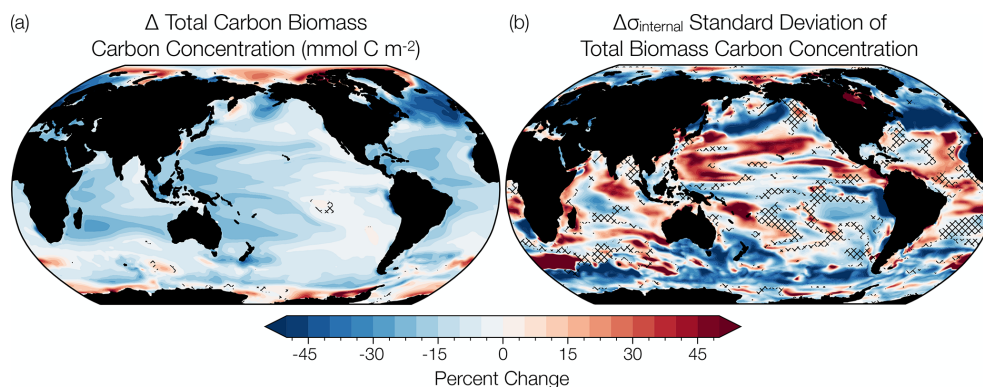 (a)
Δ Total Carbon Biomass
Carbon Concentration (mmol C m⁻²)
(b)
Δσinternal Standard Deviation of
Total Biomass Carbon Concentration
-45 -30 -15 0 15 30 45
Percent Change